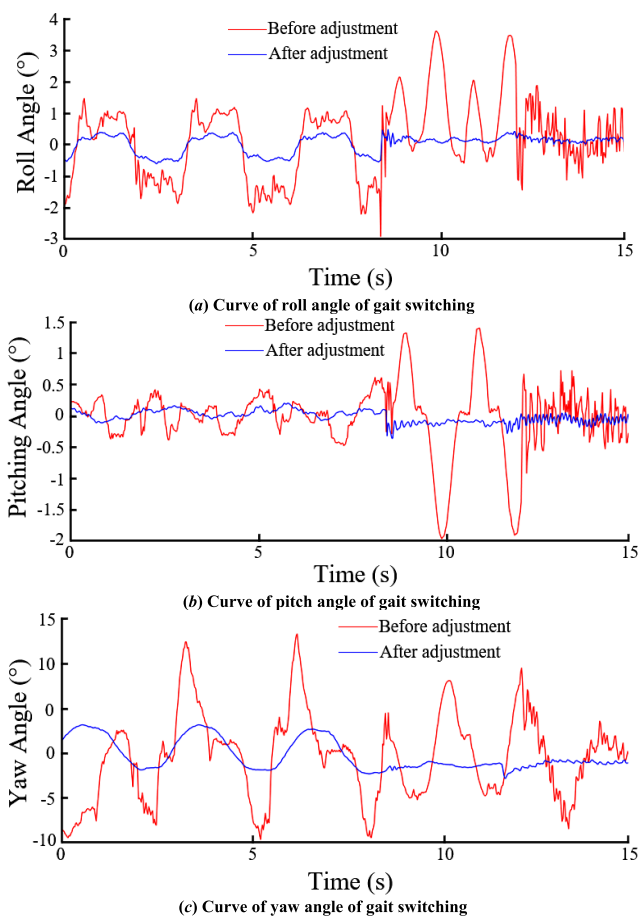 Roll Angle (°)
4
3
2
1
0
-1
-2
-3
Before adjustment
After adjustment
0
5
10
15
Time (s)
(a) Curve of roll angle of gait switching
Pitching Angle (°)
1.5
1
0.5
0
-0.5
-1
-1.5
-2
Before adjustment
After adjustment
0
5
10
15
Time (s)
(b) Curve of pitch angle of gait switching
Yaw Angle (°)
15
10
0
0
-5
-10
Before adjustment
After adjustment
0
5
10
15
Time (s)
(c) Curve of yaw angle of gait switching